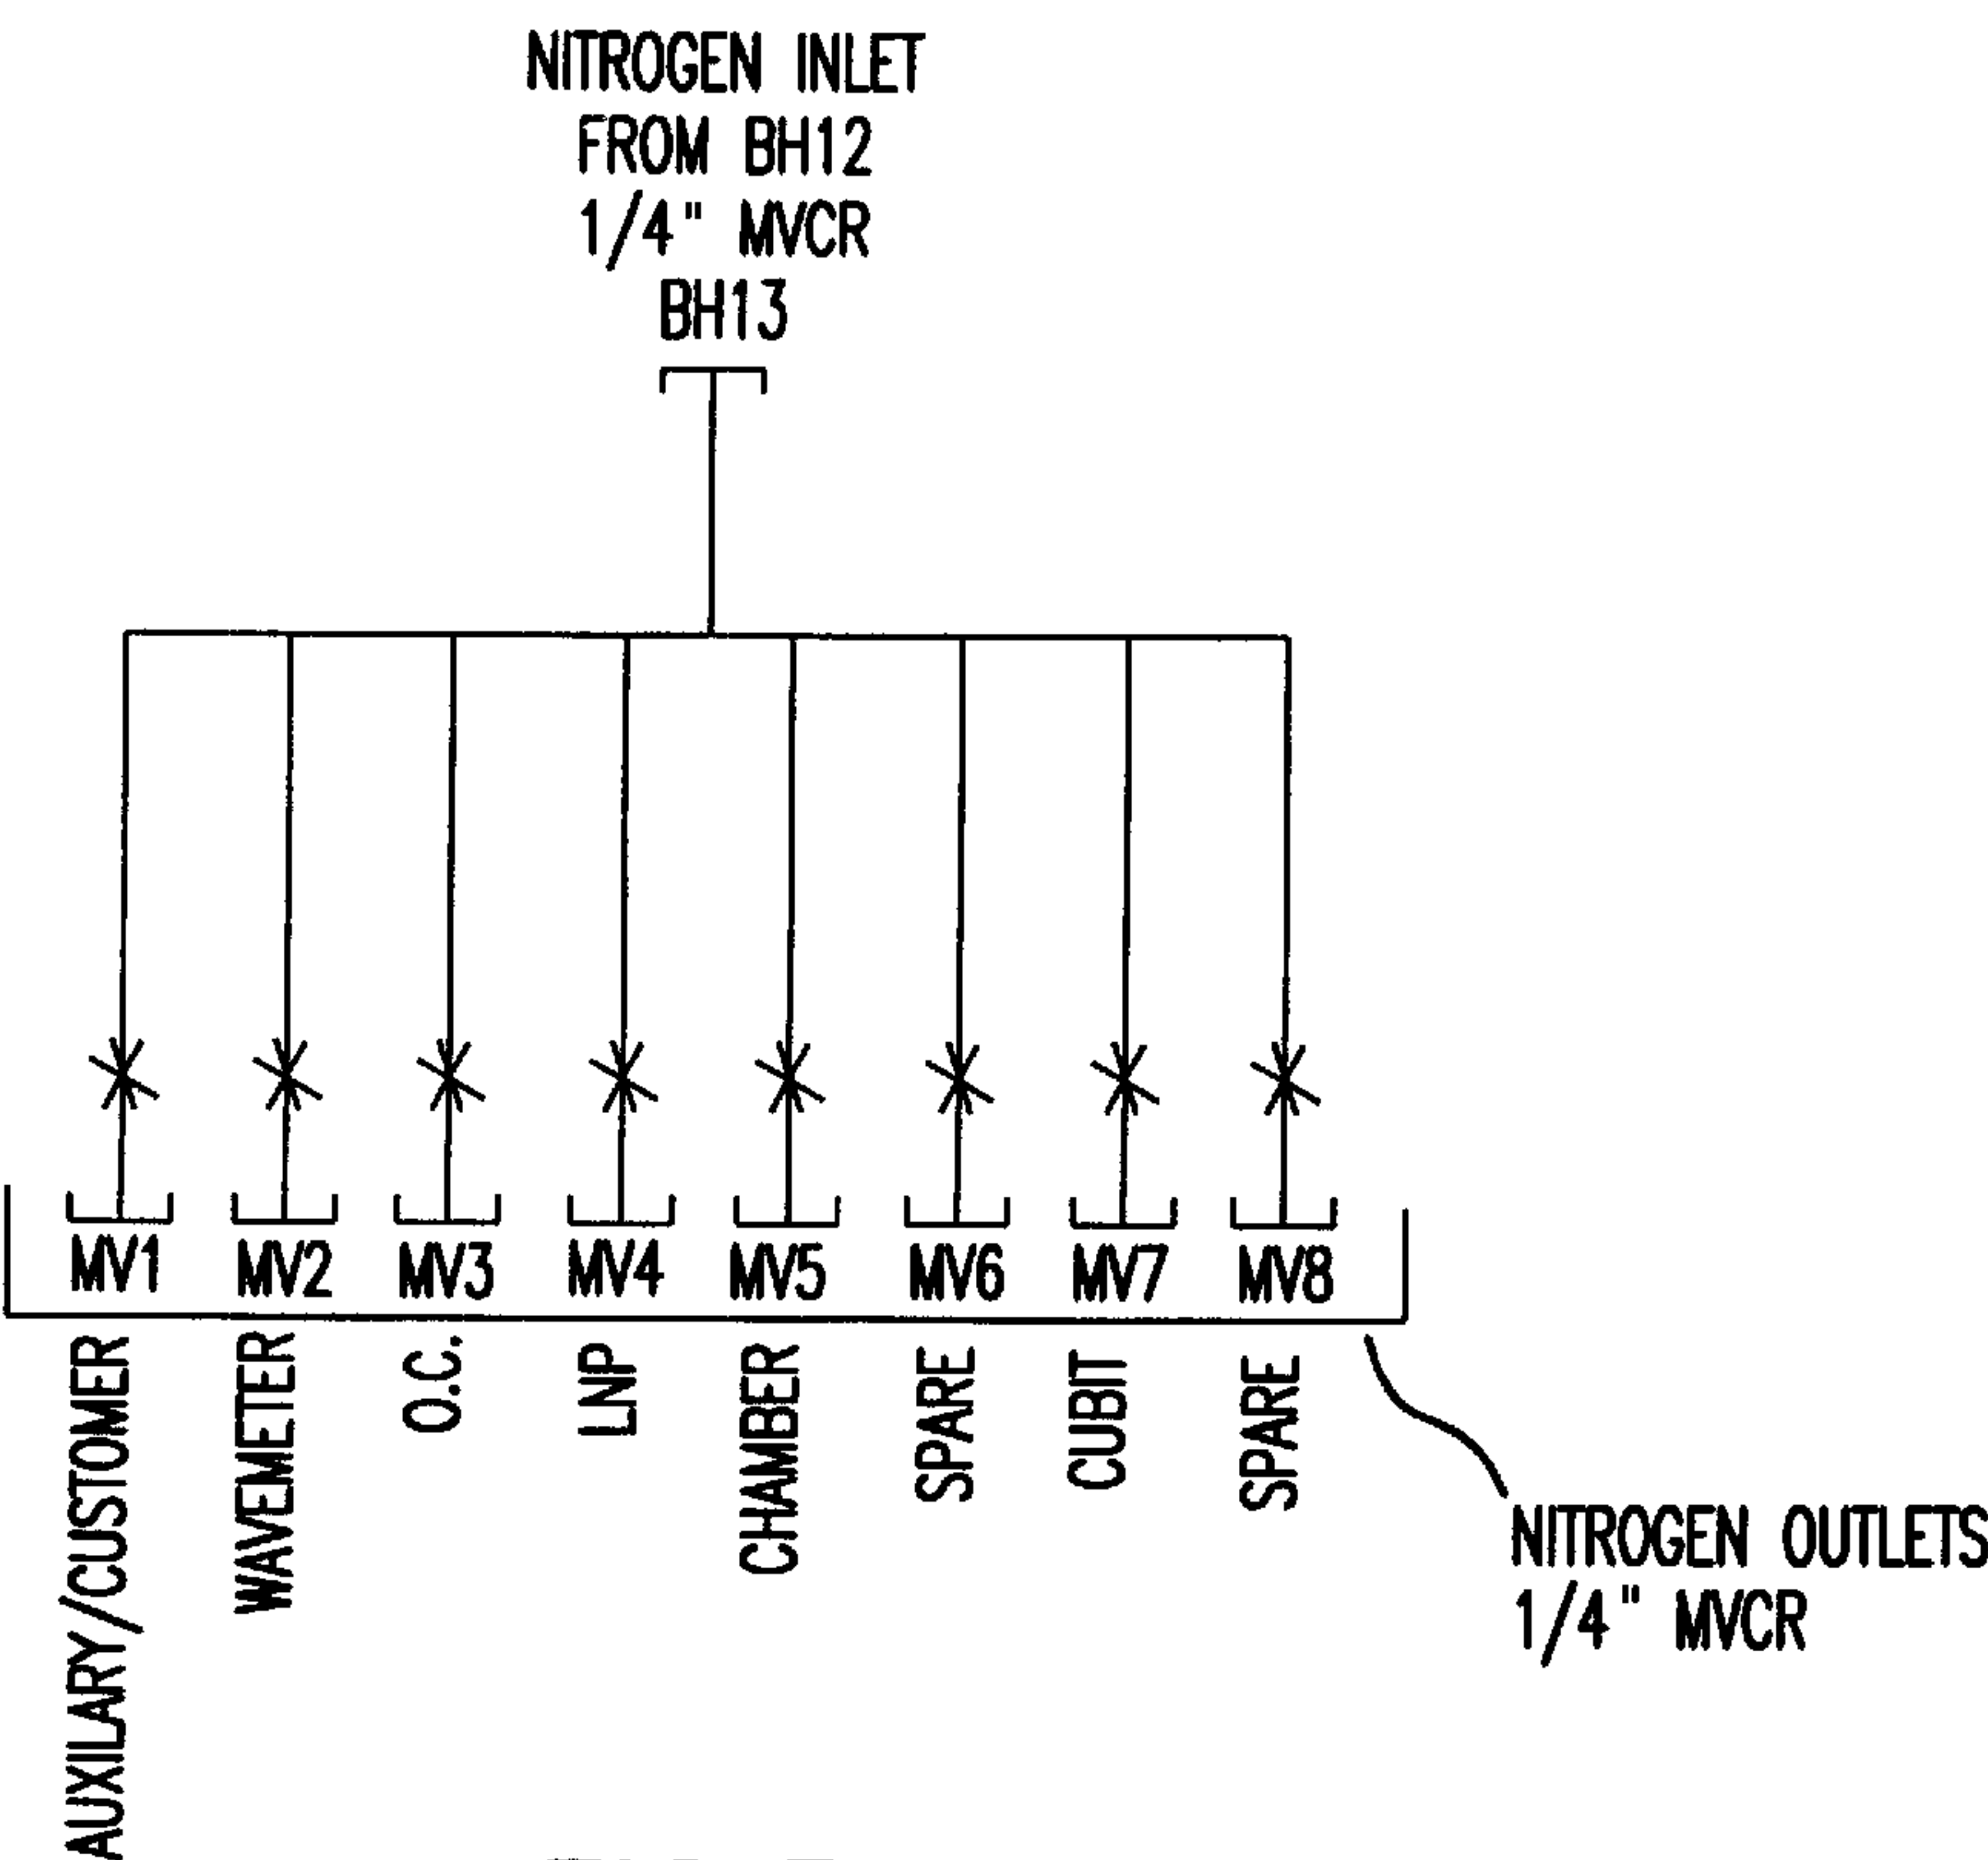 NITROGEN INLET
FROM BH12
1/4" MVCR
BH13
MV1 MV2 MV3 MV4 MV5 MV6 MV7 MV8
AUXILARY/CUSTOMER
WAVEMETER
O.C.
LNP
CHAMBER
SPARE
CUBIT
SPARE
NITROGEN OUTLETS
1/4" MVCR